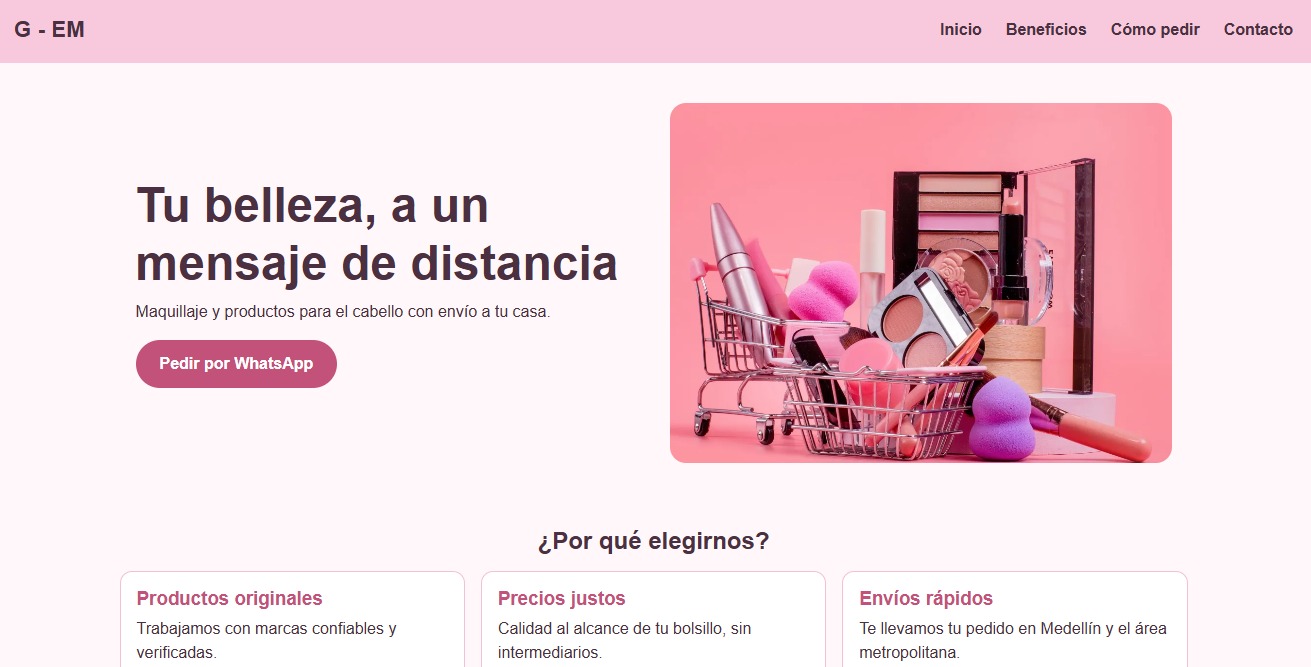 G - EM
Inicio Beneficios Cómo pedir Contacto
Tu belleza, a un
mensaje de distancia
Maquillaje y productos para el cabello con envío a tu casa.
Pedir por WhatsApp
¿Por qué elegirnos?
Productos originales
Trabajamos con marcas confiables y
verificadas.
Precios justos
Calidad al alcance de tu bolsillo, sin
intermediarios.
Envíos rápidos
Te llevamos tu pedido en Medellín y el área
metropolitana.